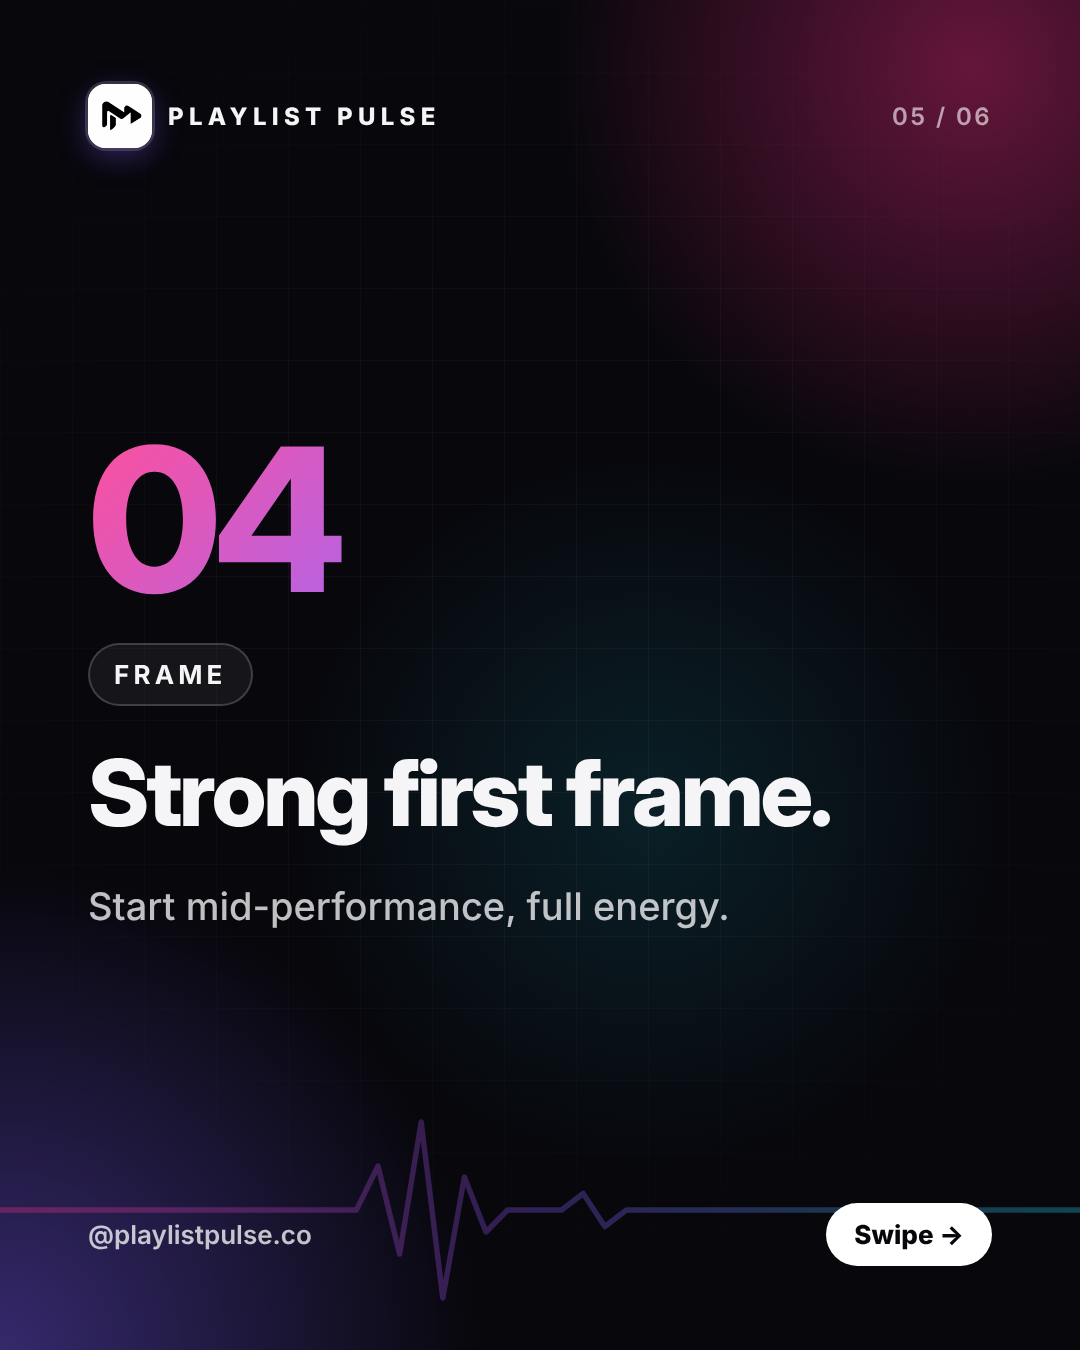 PLAYLIST PULSE
05 / 06
04
FRAME
Strong first frame.
Start mid-performance, full energy.
@playlistpulse.co
Swipe →